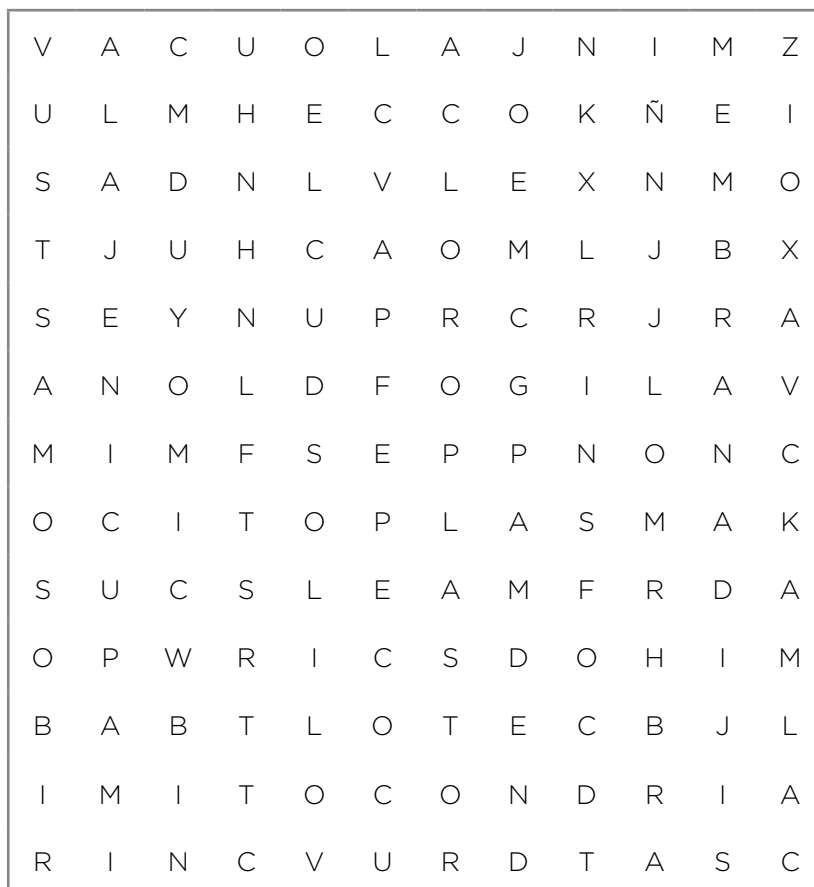 V A C U O L A J N I M Z
U L M H E C C O K Ñ E I
S A D N L V L E X N M O
T J U H C A O M L J B X
S E Y N U P R C R J R A
A N O L D F O G I L A V
M I M F S E P P N O N C
O C I T O P L A S M A K
S U C S L E A M F R D A
O P W R I C S D O H I M
B A B T L O T E C B J L
I M I T O C O N D R I A
R I N C V U R D T A S C